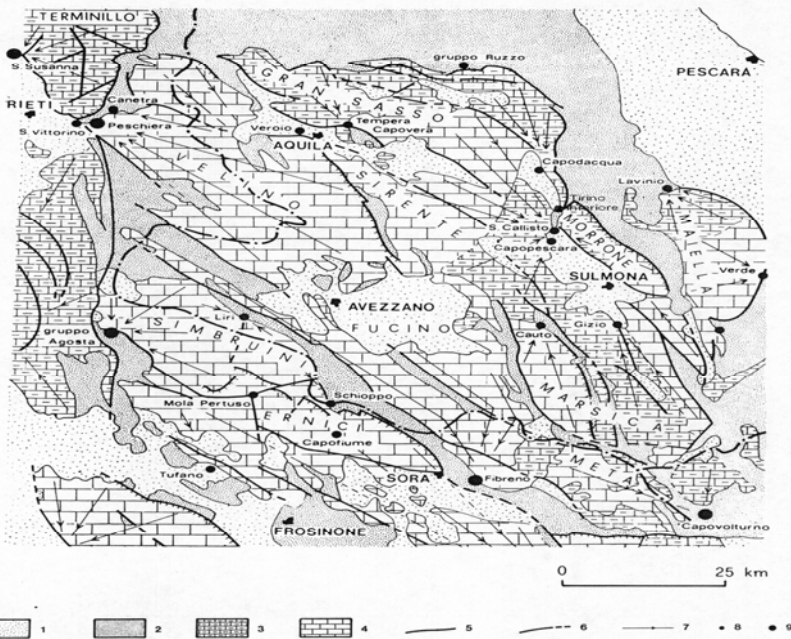 TERMINILLO
S. Susanna
gruppo Ruzzo
PESCARA
RIETI
Canetra
GRAN SASSO
S. Vittorino
Peschiera
Veroio
Tempera
Capovera
AQUILA
VELINO
SIRENTE
Capodacqua
Lavinio
Tirino
S. Callisto
MORRONE
Capopescara
MAIELLA
SULMONA
Verde
AVEZZANO
FUCINO
Liri
SIMBRUINI
gruppo
Agosta
Cauto
Gizio
MARSICA
Mola Pertuso
Schioppo
ERNICI
Capofiume
META
Tufano
SORA
Fibreno
Capovolturno
FROSINONE
0 25 km
1 2 3 4 5 6 7 8 9